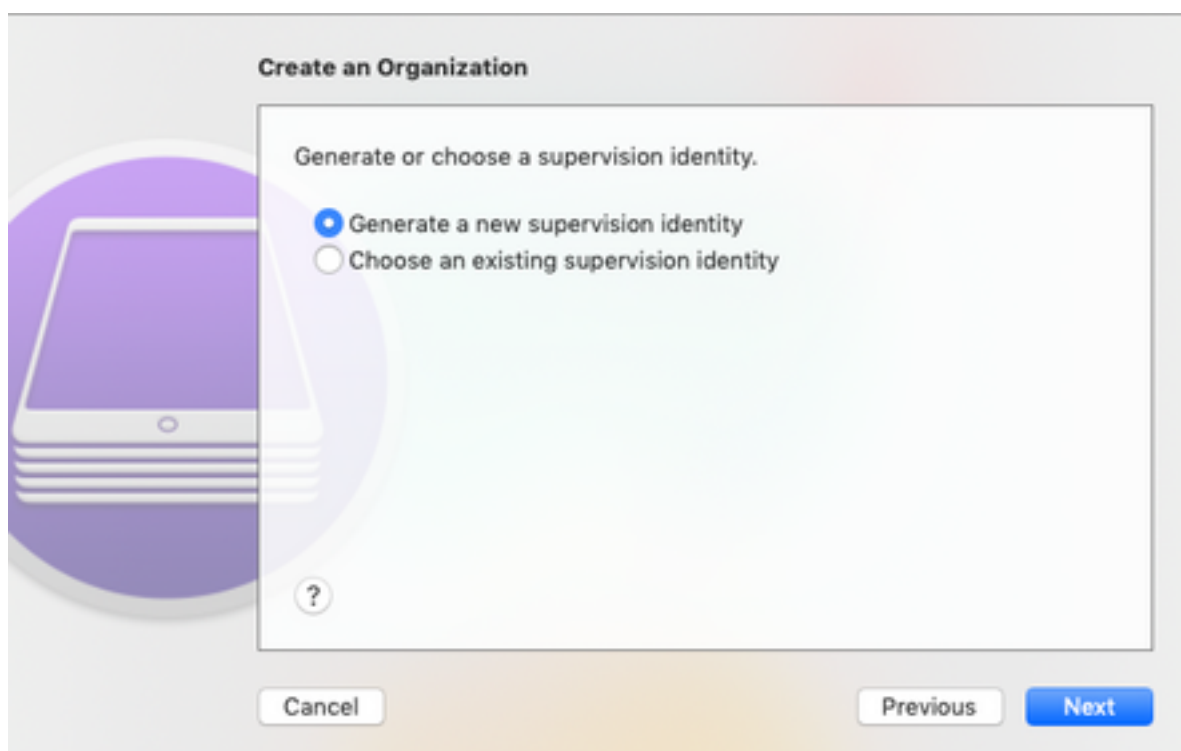 Create an Organization
Generate or choose a supervision identity.
Generate a new supervision identity
Choose an existing supervision identity
?
Cancel
Previous
Next